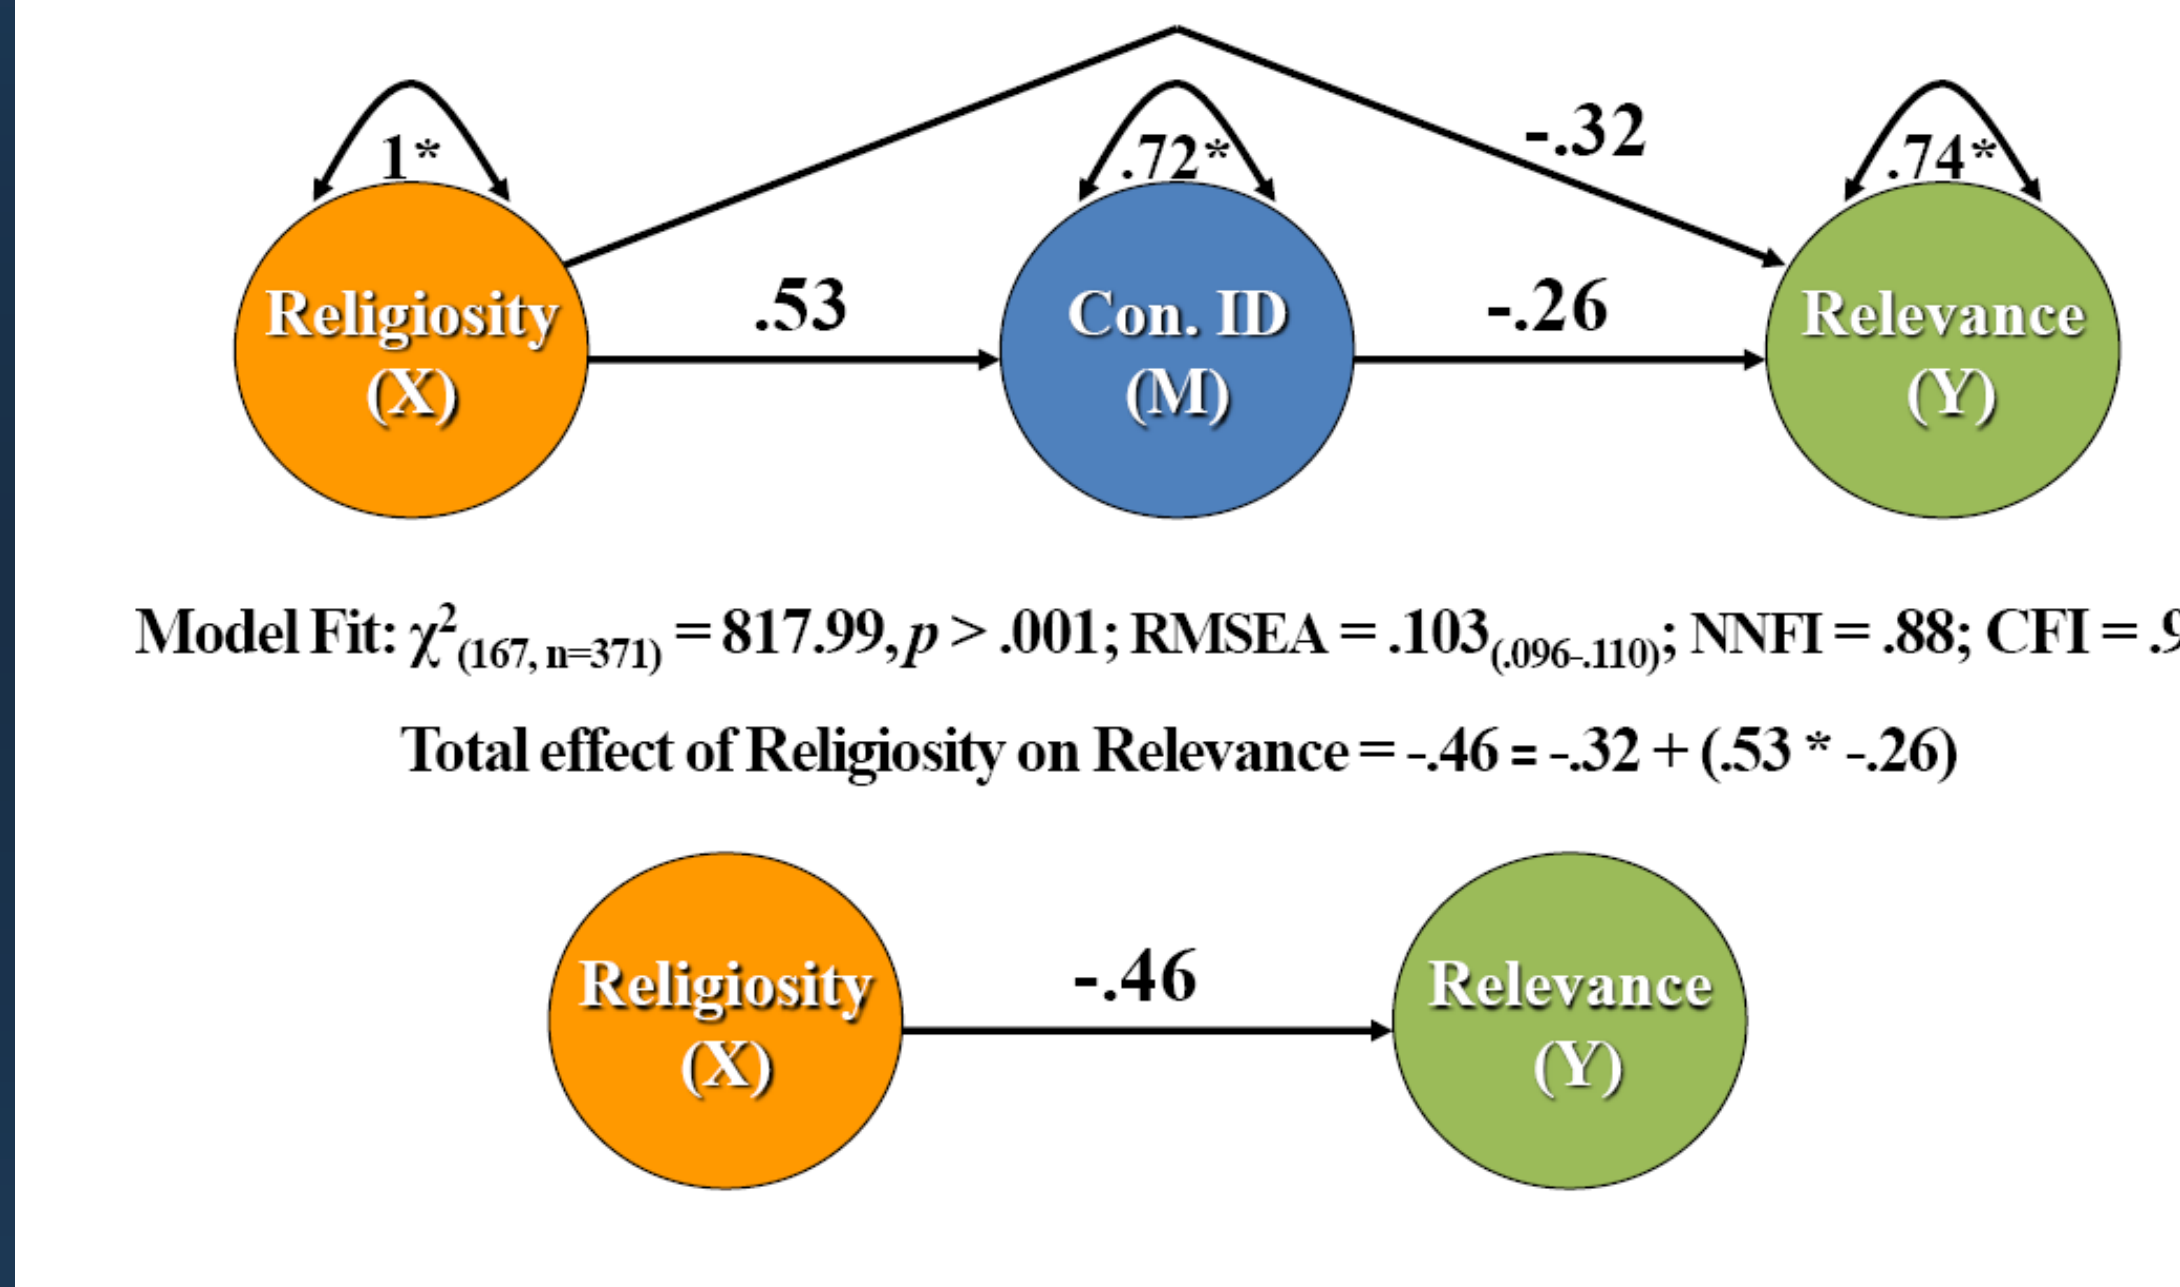 -.32
1*
.72*
.74*
Religiosity
(X)
.53
Con. ID
(M)
-.26
Relevance
(Y)
Model Fit: χ²(167, n=371) = 817.99, p > .001; RMSEA = .103(.096-.110); NNFI = .88; CFI = .9
Total effect of Religiosity on Relevance = -.46 = -.32 + (.53 * -.26)
Religiosity
(X)
-.46
Relevance
(Y)